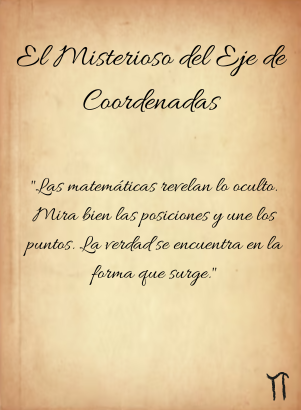 El Misterioso del Eje de
Coordenadas
"Las matemáticas revelan lo oculto.
Mira bien las posiciones y une los
puntos. La verdad se encuentra en la
forma que surge."
π